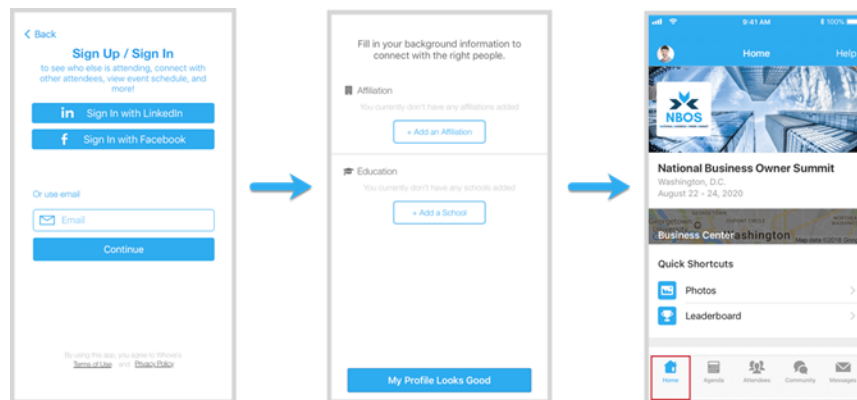 Back
Sign Up / Sign In
to see who else is attending, connect with
other attendees, view event schedule, and
more!
in Sign In with LinkedIn
f Sign In with Facebook
Or use email:
Email
Continue
By using this app, you agree to Whova's
Terms of Use and Privacy Policy
Fill in your background information to
connect with the right people.
Affiliation
You currently don't have any affiliations added
+ Add an Affiliation
Education
You currently don't have any schools added
+ Add a School
My Profile Looks Good
9:41 AM
100%
Home
Help
NBOS
National Business Owner Summit
Washington, D.C.
August 22 - 24, 2020
Business Center
Quick Shortcuts
Photos
Leaderboard
Home
Agenda
Attendees
Community
Messages